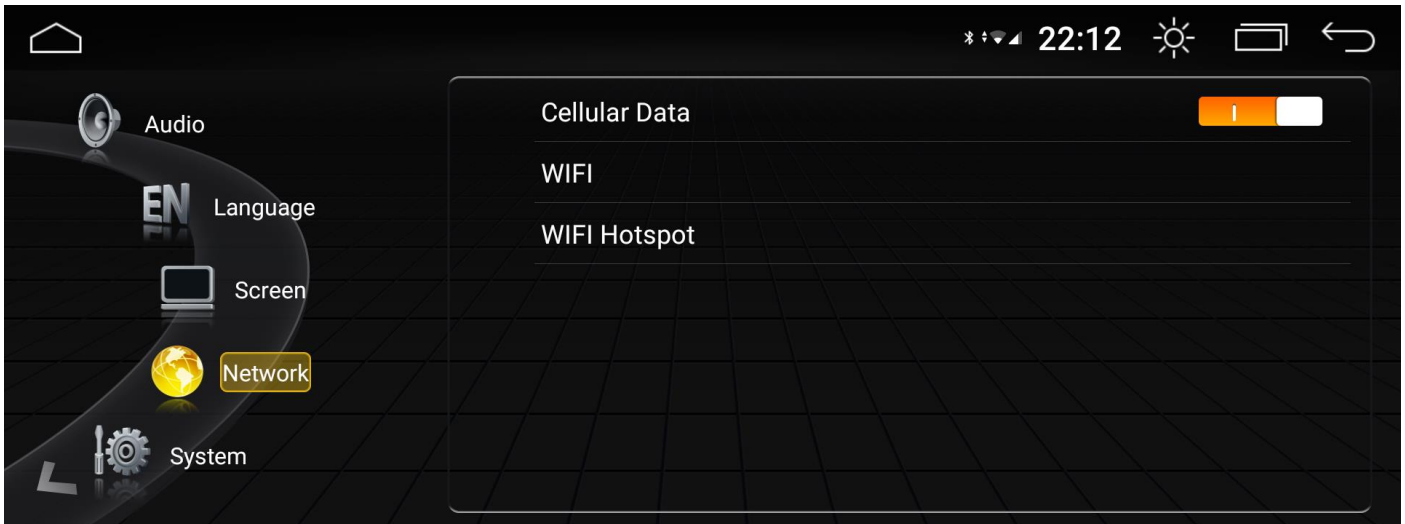 22:12
Audio
EN Language
Screen
Network
System
Cellular Data
WIFI
WIFI Hotspot